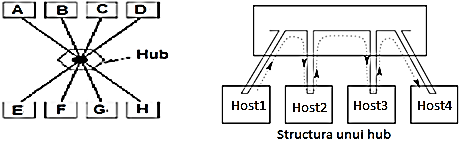 A B C D
Hub
E F G H
Host1 Host2 Host3 Host4
Structura unui hub